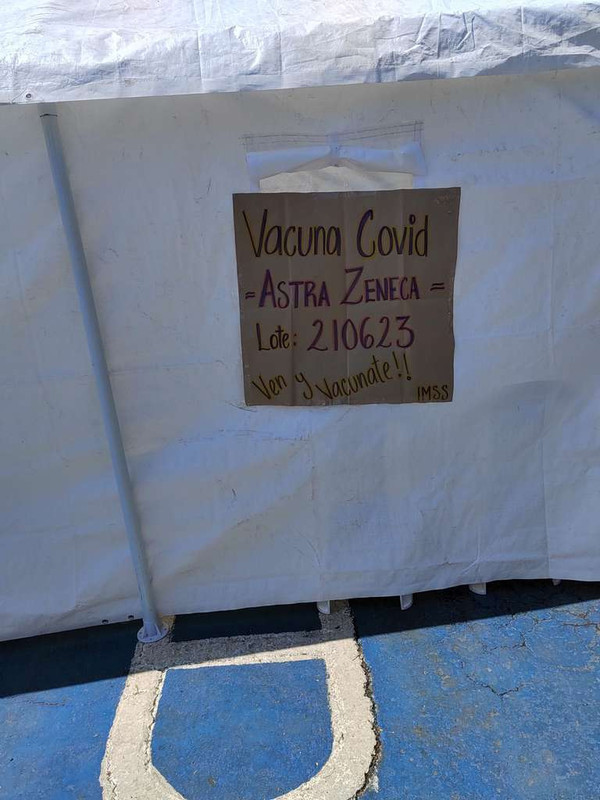 Vacuna Covid
= ASTRA ZENECA =
Lote: 210623
Ven y Vacunate!!
IMSS